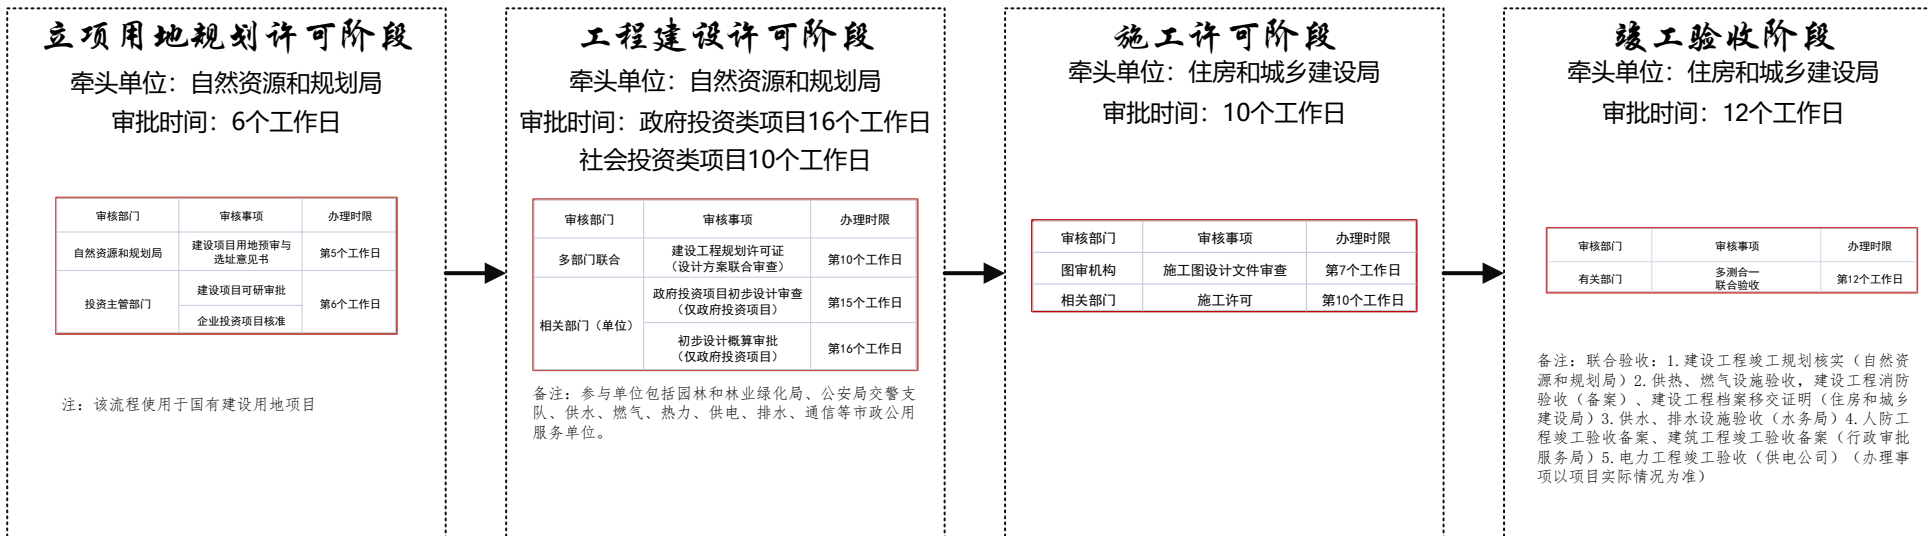 立项用地规划许可阶段
牵头单位：自然资源和规划局
审批时间：6个工作日
审核部门 审核事项 办理时限
自然资源和规划局 建设项目用地预审与
选址意见书 第5个工作日
投资主管部门 建设项目可研审批 第6个工作日
企业投资项目核准
注：该流程使用于国有建设用地项目
工程建设许可阶段
牵头单位：自然资源和规划局
审批时间：政府投资类项目16个工作日
社会投资类项目10个工作日
审核部门 审核事项 办理时限
多部门联合 建设工程规划许可证
（设计方案联合审查） 第10个工作日
相关部门（单位） 政府投资项目初步设计审查
（仅政府投资项目） 第15个工作日
初步设计概算审批
（仅政府投资项目） 第16个工作日
备注：参与单位包括园林和林业绿化局、公安局交警支
队、供水、燃气、热力、供电、排水、通信等市政公用
服务单位。
施工许可阶段
牵头单位：住房和城乡建设局
审批时间：10个工作日
审核部门 审核事项 办理时限
图审机构 施工图设计文件审查 第7个工作日
相关部门 施工许可 第10个工作日
竣工验收阶段
牵头单位：住房和城乡建设局
审批时间：12个工作日
审核部门 审核事项 办理时限
有关部门 多测合一
联合验收 第12个工作日
备注：联合验收：1.建设工程竣工规划核实（自然资
源和规划局）2.供热、燃气设施验收，建设工程消防
验收（备案）、建设工程档案移交证明（住房和城乡
建设局）3.供水、排水设施验收（水务局）4.人防工
程竣工验收备案、建筑工程竣工验收备案（行政审批
服务局）5.电力工程竣工验收（供电公司）（办理事
项以项目实际情况为准）